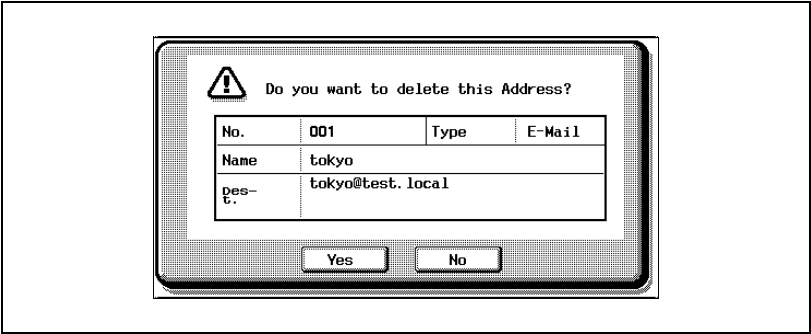 Do you want to delete this Address?
No. 001 Type E-Mail
Name tokyo
Des-
t. tokyo@test.local
Yes No